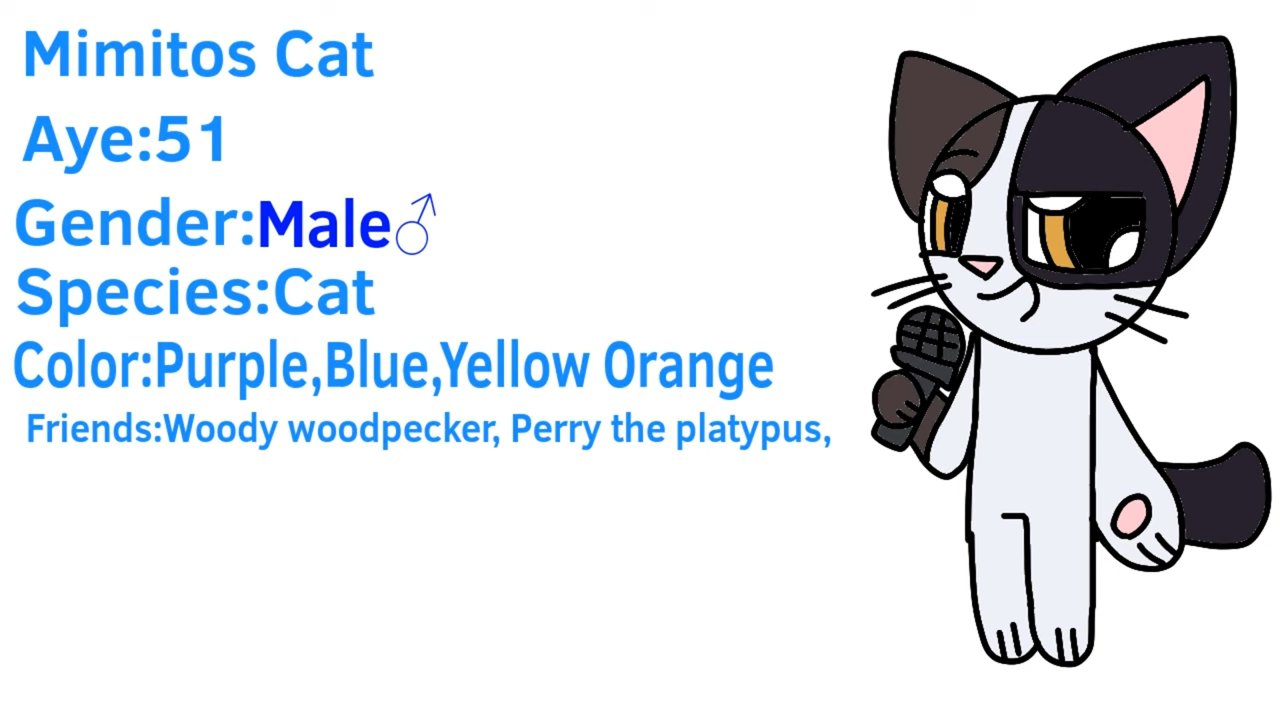 Mimitos Cat
Aye:51
Gender:Male♂
Species:Cat
Color:Purple,Blue,Yellow Orange
Friends:Woody woodpecker, Perry the platypus,